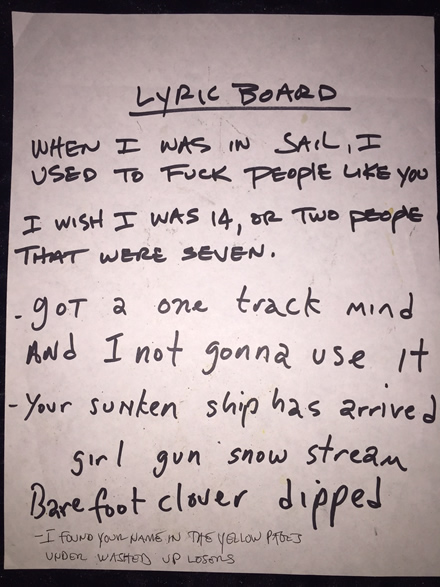 LYRIC BOARD
WHEN I WAS IN SAIL, I
USED TO FUCK PEOPlE LIKE YOU
I WISH I WAS 14, OR TWO PEOPLE
THAT WERE SEVEN.
- gOT a one track mind
AND I not gonna use it
- Your sunken ship has arrived
girl gun snow stream
Barefoot clover dipped
- I FOUND YOUR NAME IN THE YELLOW PAGES
UNDER WASHED UP LOSERS